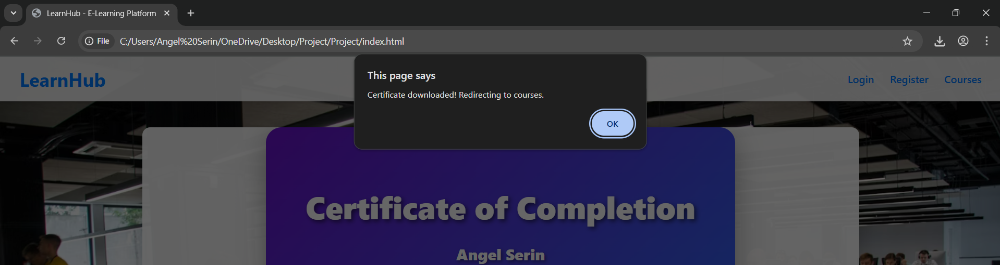 LearnHub - E-Learning Platform
File
C:/Users/Angel%20Serin/OneDrive/Desktop/Project/Project/index.html
This page says
Certificate downloaded! Redirecting to courses.
OK
LearnHub
Login
Register
Courses
Certificate of Completion
Angel Serin